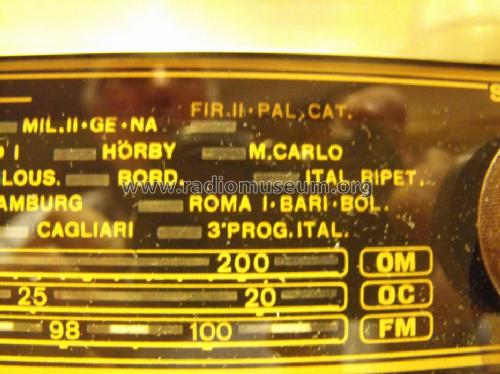 FIR.II·PAL,CAT.
MIL.II·GE·NA
I HÖRBY M.CARLO
LOUS. BORD. ITAL.RIPET.
AMBURG ROMA I·BARI·BOL.
CAGLIARI 3°PROG.ITAL.
200 OM
25 20 OC
98 100 FM
www.radiomuseum.org